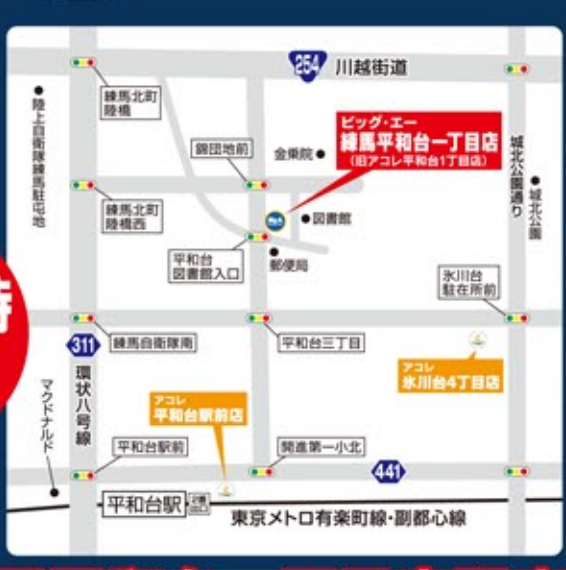 254 川越街道
練馬北町
陸橋
陸上自衛隊練馬駐屯地
ビッグ・エー
練馬平和台一丁目店
(旧アコレ平和台1丁目店)
錦団地前
金乗院
城北公園通り
城北公園
練馬北町
陸橋西
図書館
平和台
図書館入口
郵便局
氷川台
駐在所前
時
311
環状八号線
練馬自衛隊南
平和台三丁目
アコレ
氷川台4丁目店
アコレ
平和台駅前店
マクドナルド
平和台駅前
開進第一小北
441
平和台駅
東京メトロ有楽町線・副都心線